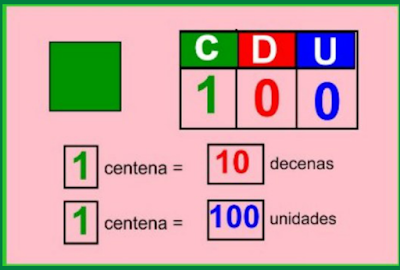 C D U
1 0 0
1 centena = 10 decenas
1 centena = 100 unidades